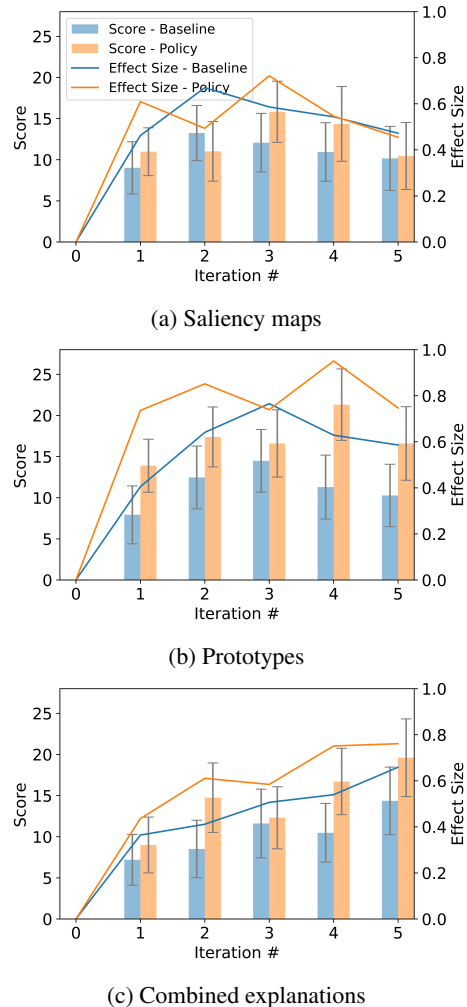 25
20
15
10
5
0
Score
Score - Baseline
Score - Policy
Effect Size - Baseline
Effect Size - Policy
1.0
0.8
0.6
0.4
0.2
0.0
Effect Size
0 1 2 3 4 5
Iteration #
(a) Saliency maps
25
20
15
10
5
0
Score
1.0
0.8
0.6
0.4
0.2
0.0
Effect Size
0 1 2 3 4 5
Iteration #
(b) Prototypes
25
20
15
10
5
0
Score
1.0
0.8
0.6
0.4
0.2
0.0
Effect Size
0 1 2 3 4 5
Iteration #
(c) Combined explanations